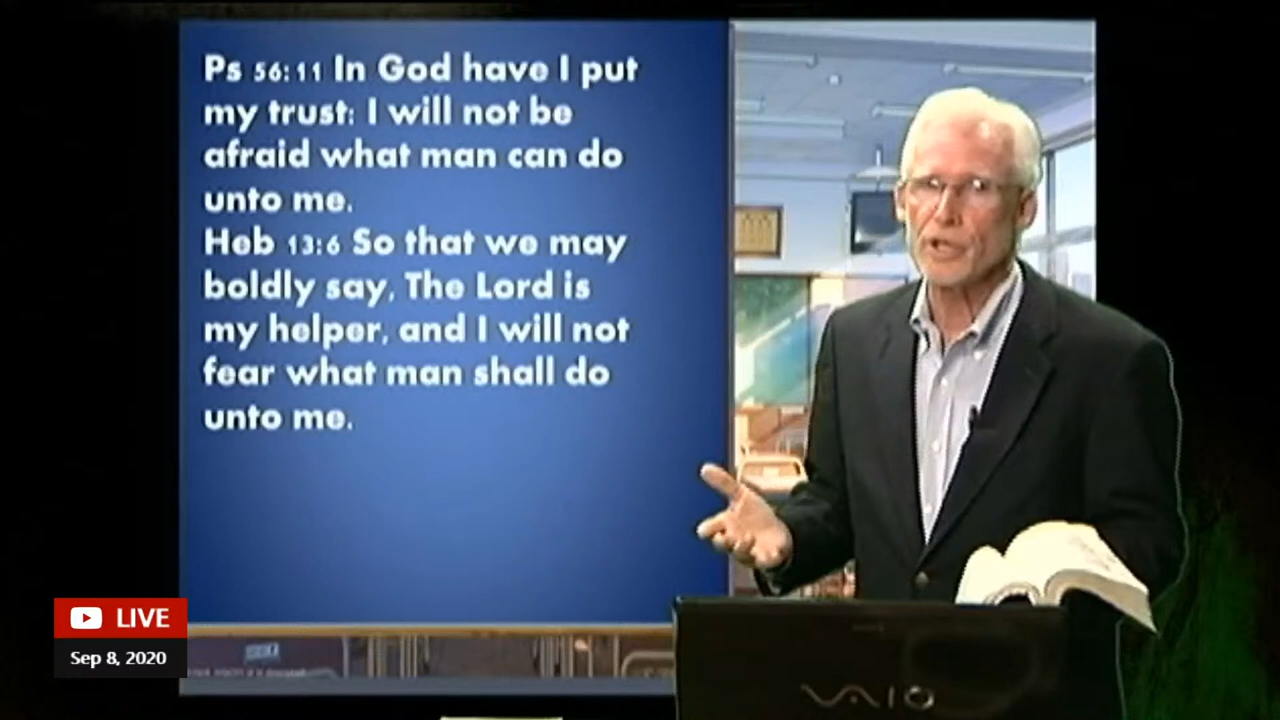 Ps 56:11 In God have I put
my trust: I will not be
afraid what man can do
unto me.
Heb 13:6 So that we may
boldly say, The Lord is
my helper, and I will not
fear what man shall do
unto me.
LIVE
Sep 8, 2020
VAIO